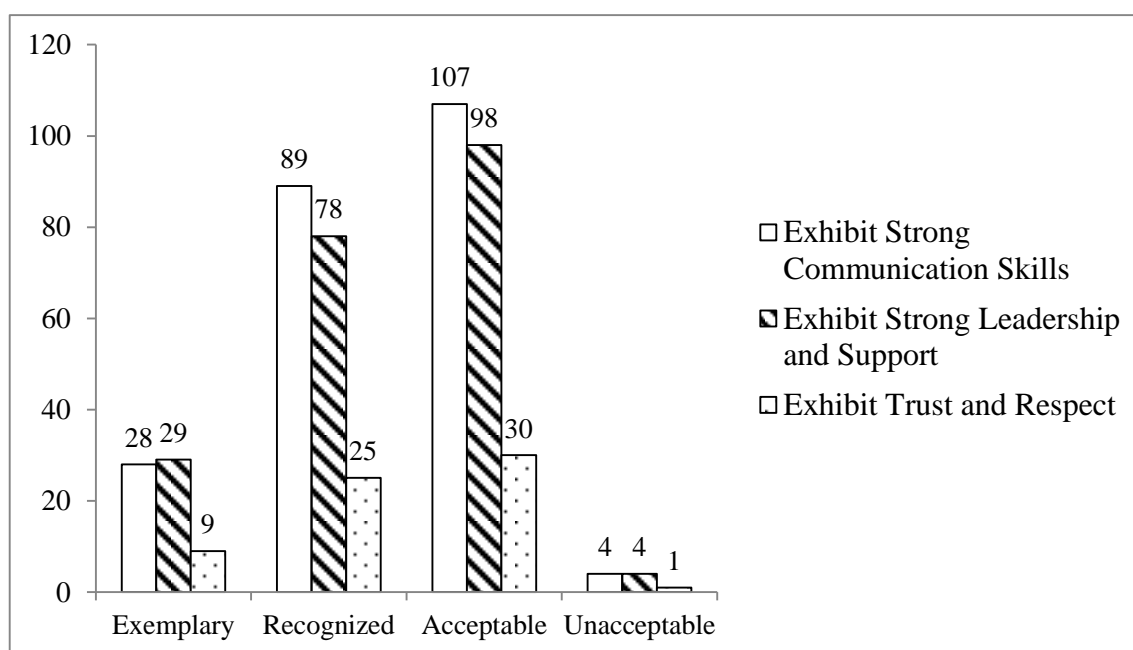 120
100
80
60
40
20
0
28
29
9
89
78
25
107
98
30
4
4
1
Exemplary
Recognized
Acceptable
Unacceptable
Exhibit Strong
Communication Skills
Exhibit Strong Leadership
and Support
Exhibit Trust and Respect